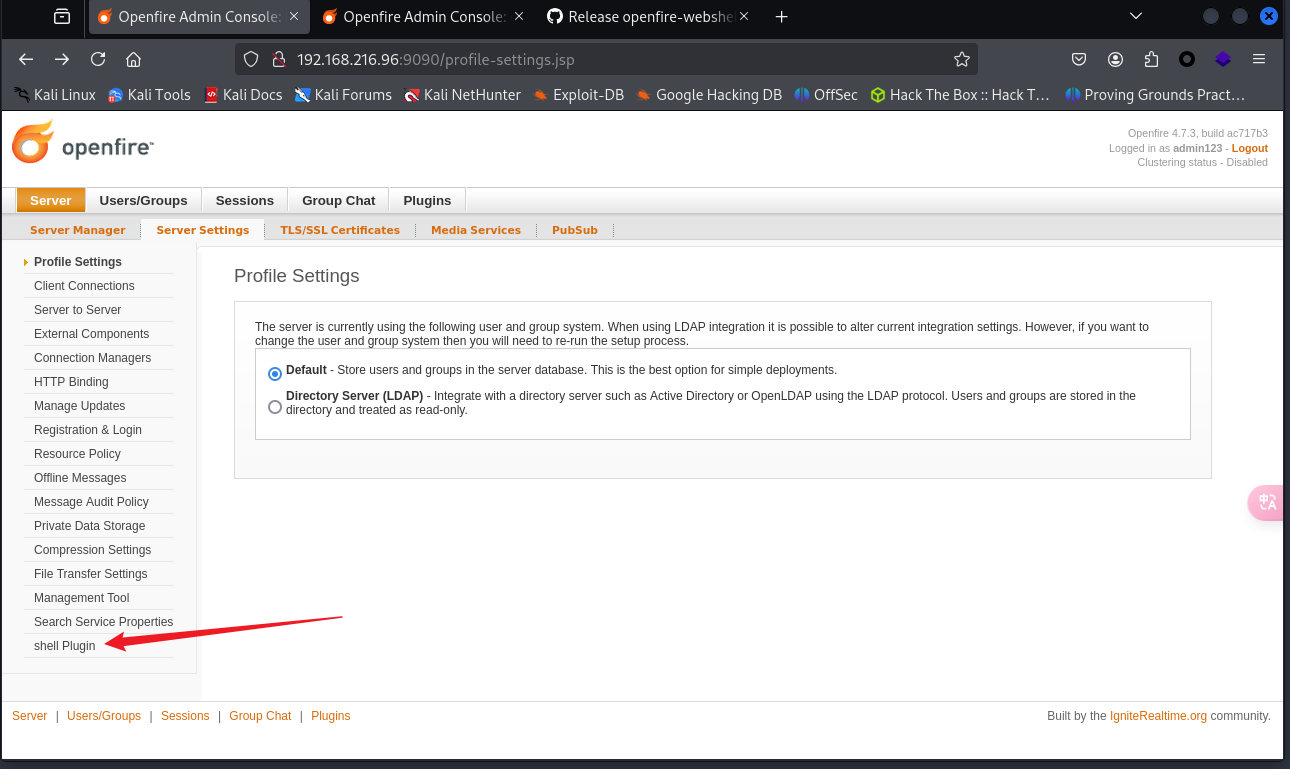 Openfire Admin Console:
Openfire Admin Console:
Release openfire-webshel
192.168.216.96:9090/profile-settings.jsp
Kali Linux Kali Tools Kali Docs Kali Forums Kali NetHunter Exploit-DB Google Hacking DB OffSec Hack The Box :: Hack T… Proving Grounds Pract…
openfire™
Openfire 4.7.3, build ac717b3
Logged in as admin123 - Logout
Clustering status - Disabled
Server Users/Groups Sessions Group Chat Plugins
Server Manager Server Settings TLS/SSL Certificates Media Services PubSub
Profile Settings
Client Connections
Server to Server
External Components
Connection Managers
HTTP Binding
Manage Updates
Registration & Login
Resource Policy
Offline Messages
Message Audit Policy
Private Data Storage
Compression Settings
File Transfer Settings
Management Tool
Search Service Properties
shell Plugin
Profile Settings
The server is currently using the following user and group system. When using LDAP integration it is possible to alter current integration settings. However, if you want to
change the user and group system then you will need to re-run the setup process.
Default - Store users and groups in the server database. This is the best option for simple deployments.
Directory Server (LDAP) - Integrate with a directory server such as Active Directory or OpenLDAP using the LDAP protocol. Users and groups are stored in the
directory and treated as read-only.
中A
Server | Users/Groups | Sessions | Group Chat | Plugins
Built by the IgniteRealtime.org community.